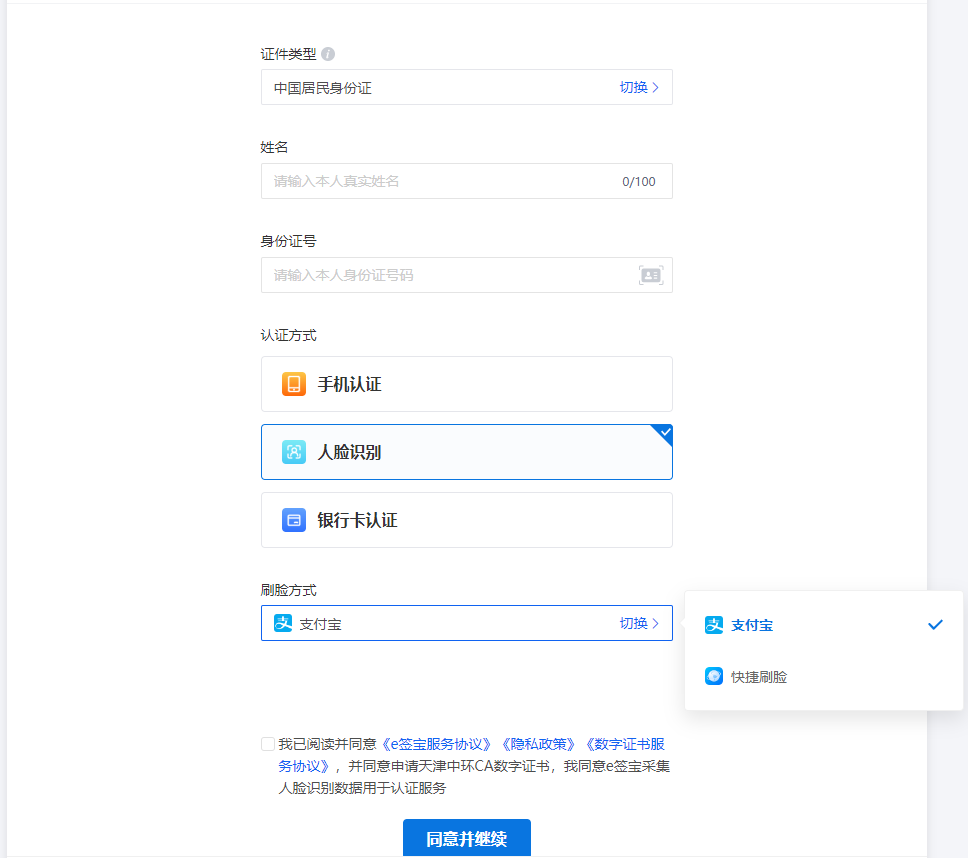 证件类型
中国居民身份证 切换
姓名
请输入本人真实姓名 0/100
身份证号
请输入本人身份证号码
认证方式
手机认证
人脸识别
银行卡认证
刷脸方式
支付宝 切换
支付宝
快捷刷脸
我已阅读并同意《e签宝服务协议》《隐私政策》《数字证书服
务协议》，并同意申请天津中环CA数字证书，我同意e签宝采集
人脸识别数据用于认证服务
同意并继续